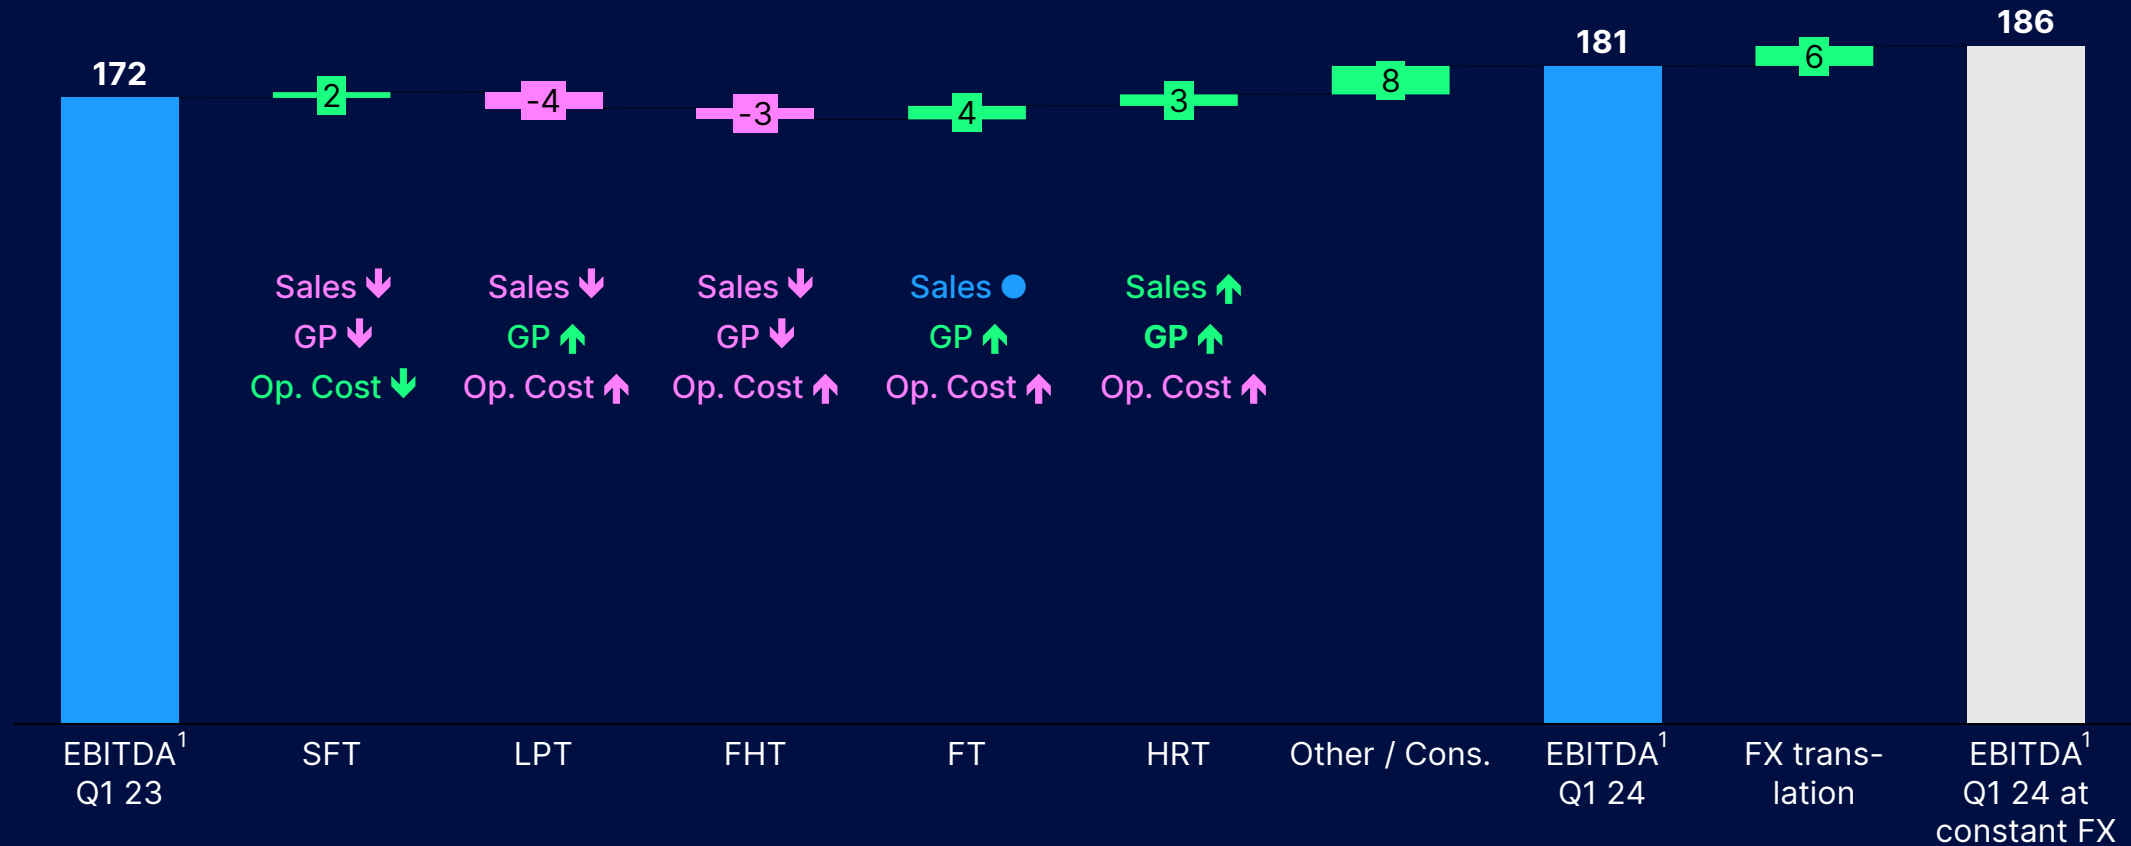 186
181
172
2
-4
-3
4
3
8
6
Sales
Sales
Sales
Sales
Sales
GP
GP
GP
GP
GP
Op. Cost
Op. Cost
Op. Cost
Op. Cost
Op. Cost
EBITDA1
Q1 23
SFT
LPT
FHT
FT
HRT
Other / Cons.
EBITDA1
Q1 24
FX trans-
lation
EBITDA1
Q1 24 at
constant FX